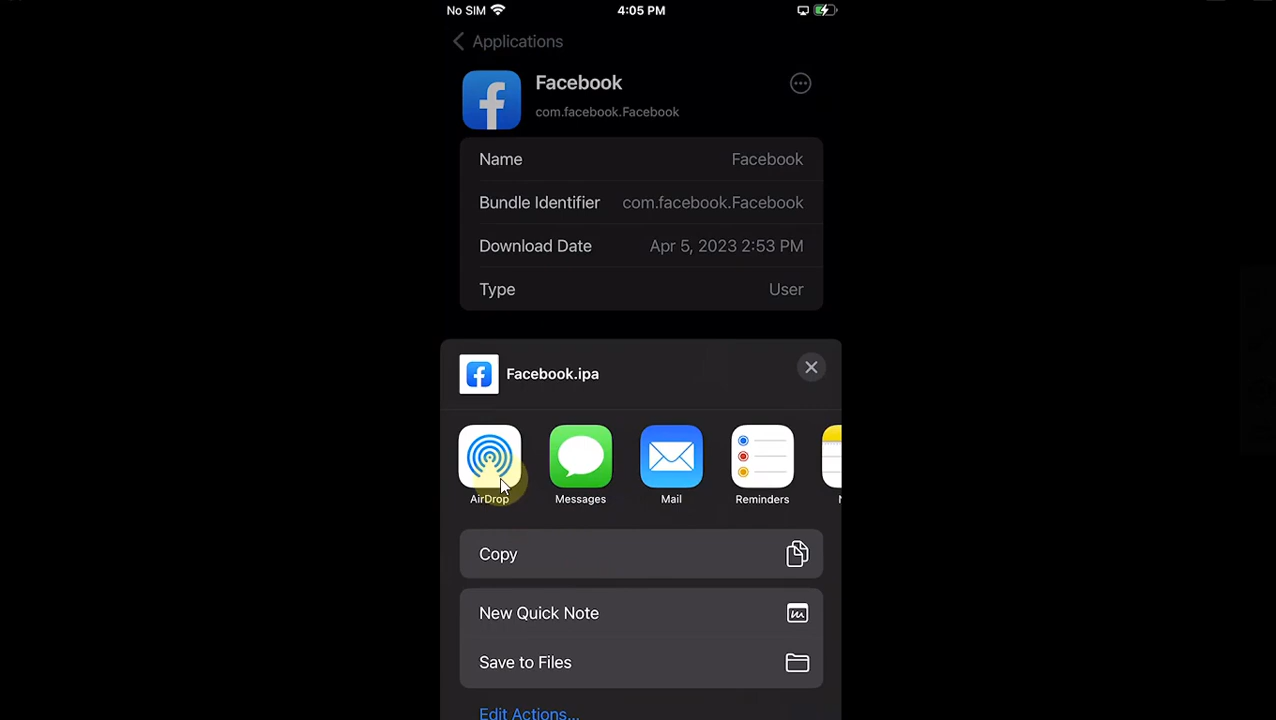 No SIM 4:05 PM
Applications
Facebook
com.facebook.Facebook
Name Facebook
Bundle Identifier com.facebook.Facebook
Download Date Apr 5, 2023 2:53 PM
Type User
Facebook.ipa
AirDrop Messages Mail Reminders
Copy
New Quick Note
Save to Files
Edit Actions...